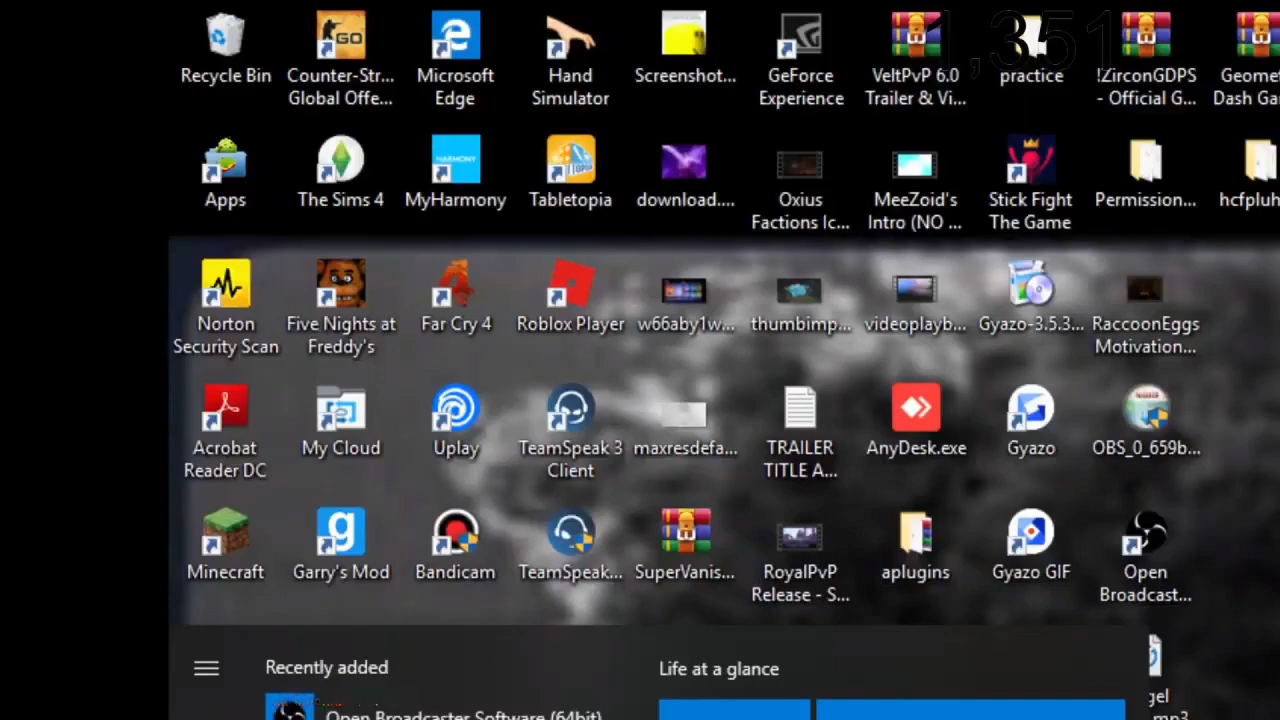 1,351
Recycle Bin
Counter-Str...
Global Offe...
Microsoft
Edge
Hand
Simulator
Screenshot...
GeForce
Experience
VeltPvP 6.0
Trailer & Vi...
practice
!ZirconGDPS
- Official G...
Geomet
Dash Ga
Apps
The Sims 4
MyHarmony
Tabletopia
download....
Oxius
Factions Ic...
MeeZoid's
Intro (NO ...
Stick Fight
The Game
Permission...
hcfpluh
Norton
Security Scan
Five Nights at
Freddy's
Far Cry 4
Roblox Player
w66aby1w...
thumbimp...
videoplayb...
Gyazo-3.5.3...
RaccoonEggs
Motivation...
Acrobat
Reader DC
My Cloud
Uplay
TeamSpeak 3
Client
maxresdefa...
TRAILER
TITLE A...
AnyDesk.exe
Gyazo
OBS_0_659b...
Minecraft
Garry's Mod
Bandicam
TeamSpeak...
SuperVanis...
RoyalPvP
Release - S...
aplugins
Gyazo GIF
Open
Broadcast...
Recently added
Life at a glance
gel
mp3
Open Broadcaster Software (64bit)
GO
HARMONY